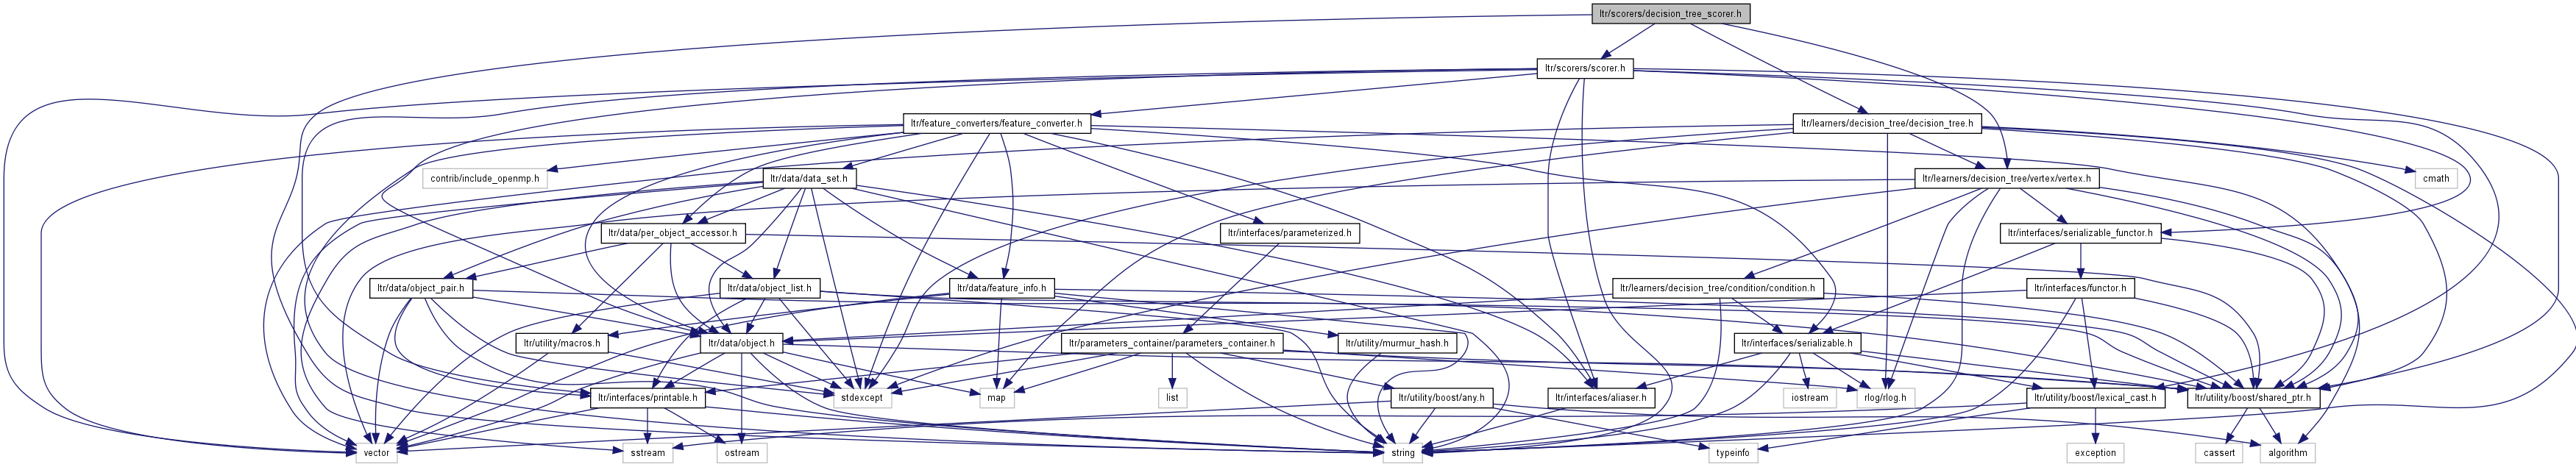 ltr/scorers/decision_tree_scorer.h
ltr/scorers/scorer.h
ltr/feature_converters/feature_converter.h
ltr/learners/decision_tree/decision_tree.h
contrib/include_openmp.h
ltr/data/data_set.h
ltr/learners/decision_tree/vertex/vertex.h
cmath
ltr/data/per_object_accessor.h
ltr/interfaces/parameterized.h
ltr/interfaces/serializable_functor.h
ltr/data/object_pair.h
ltr/data/object_list.h
ltr/data/feature_info.h
ltr/learners/decision_tree/condition/condition.h
ltr/interfaces/functor.h
ltr/utility/macros.h
ltr/data/object.h
ltr/utility/murmur_hash.h
ltr/parameters_container/parameters_container.h
ltr/interfaces/serializable.h
ltr/interfaces/printable.h
stdexcept
map
list
ltr/utility/boost/any.h
ltr/interfaces/aliaser.h
iostream
rlog/rlog.h
ltr/utility/boost/lexical_cast.h
ltr/utility/boost/shared_ptr.h
vector
sstream
ostream
string
typeinfo
exception
cassert
algorithm